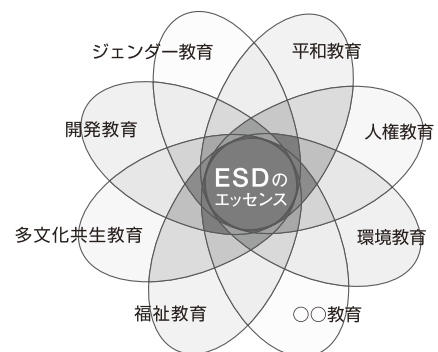 ジェンダー教育
平和教育
開発教育
人権教育
ESDの
エッセンス
多文化共生教育
環境教育
福祉教育
○○教育